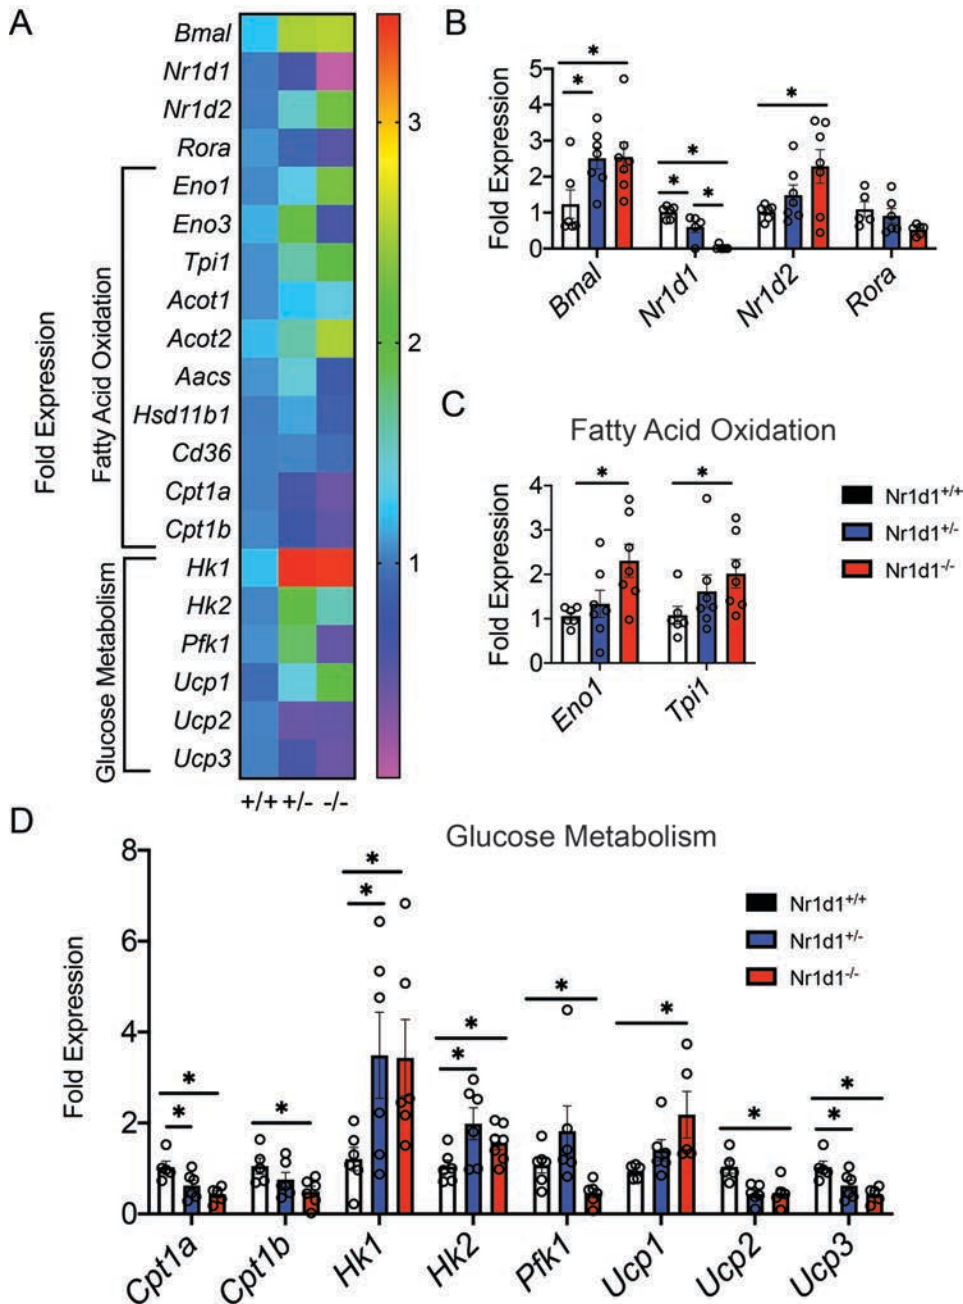 A
Fold Expression
Fatty Acid Oxidation
Glucose Metabolism
Bmal
Nr1d1
Nr1d2
Rora
Eno1
Eno3
Tpi1
Acot1
Acot2
Aacs
Hsd11b1
Cd36
Cpt1a
Cpt1b
Hk1
Hk2
Pfk1
Ucp1
Ucp2
Ucp3
+/+ +/- -/-
3
2
1
B
Fold Expression
5
4
3
2
1
0
* * * * * *
Bmal Nr1d1 Nr1d2 Rora
C
Fatty Acid Oxidation
Fold Expression
4
3
2
1
0
* *
Eno1 Tpi1
Nr1d1+/+
Nr1d1+/-
Nr1d1-/-
D
Glucose Metabolism
Fold Expression
8
6
4
2
0
* * * * * * * * * * * *
Nr1d1+/+
Nr1d1+/-
Nr1d1-/-
Cpt1a Cpt1b Hk1 Hk2 Pfk1 Ucp1 Ucp2 Ucp3